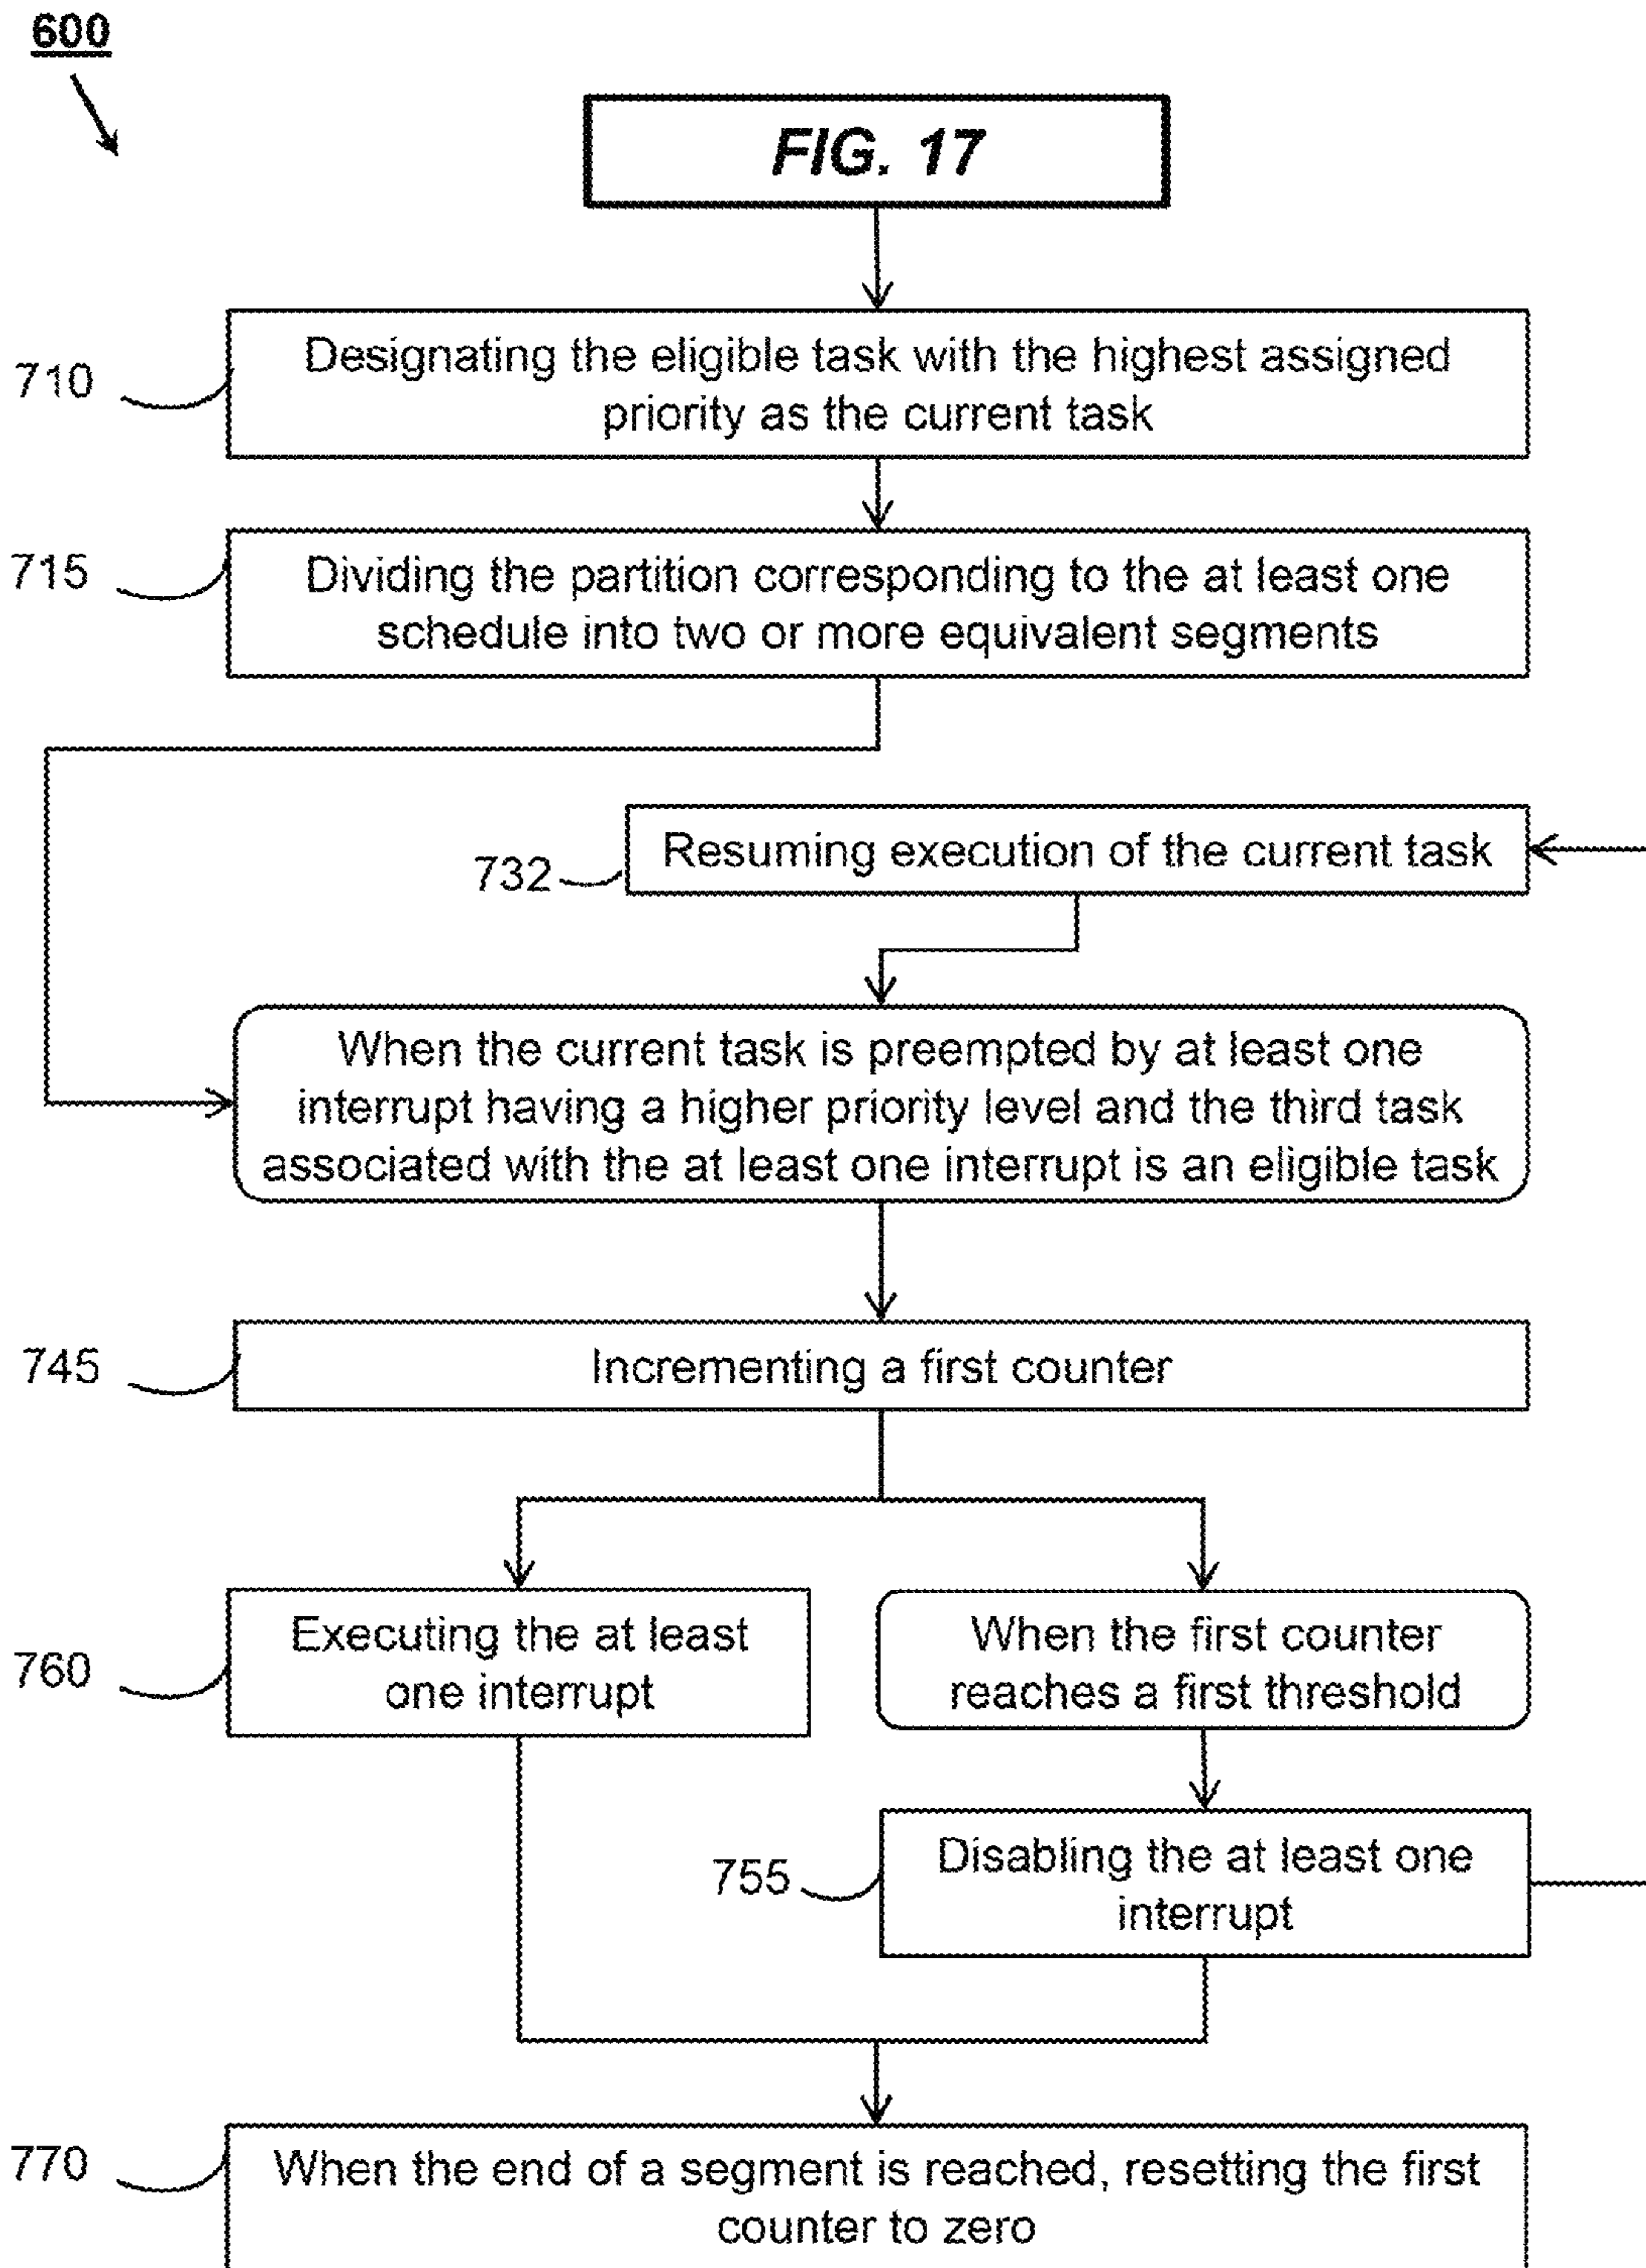 600
FIG. 17
710
Designating the eligible task with the highest assigned
priority as the current task
715
Dividing the partition corresponding to the at least one
schedule into two or more equivalent segments
732
Resuming execution of the current task
When the current task is preempted by at least one
interrupt having a higher priority level and the third task
associated with the at least one interrupt is an eligible task
745
Incrementing a first counter
760
Executing the at least
one interrupt
When the first counter
reaches a first threshold
755
Disabling the at least one
interrupt
770
When the end of a segment is reached, resetting the first
counter to zero